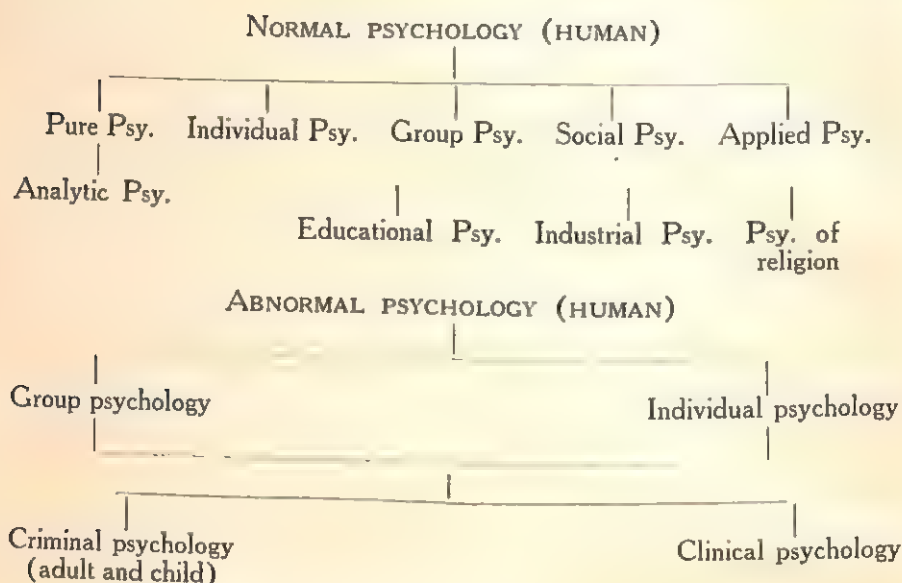 NORMAL PSYCHOLOGY (HUMAN)
Pure Psy. Individual Psy. Group Psy. Social Psy. Applied Psy.
Analytic Psy.
Educational Psy. Industrial Psy. Psy. of
religion
ABNORMAL PSYCHOLOGY (HUMAN)
Group psychology Individual psychology
Criminal psychology Clinical psychology
(adult and child)